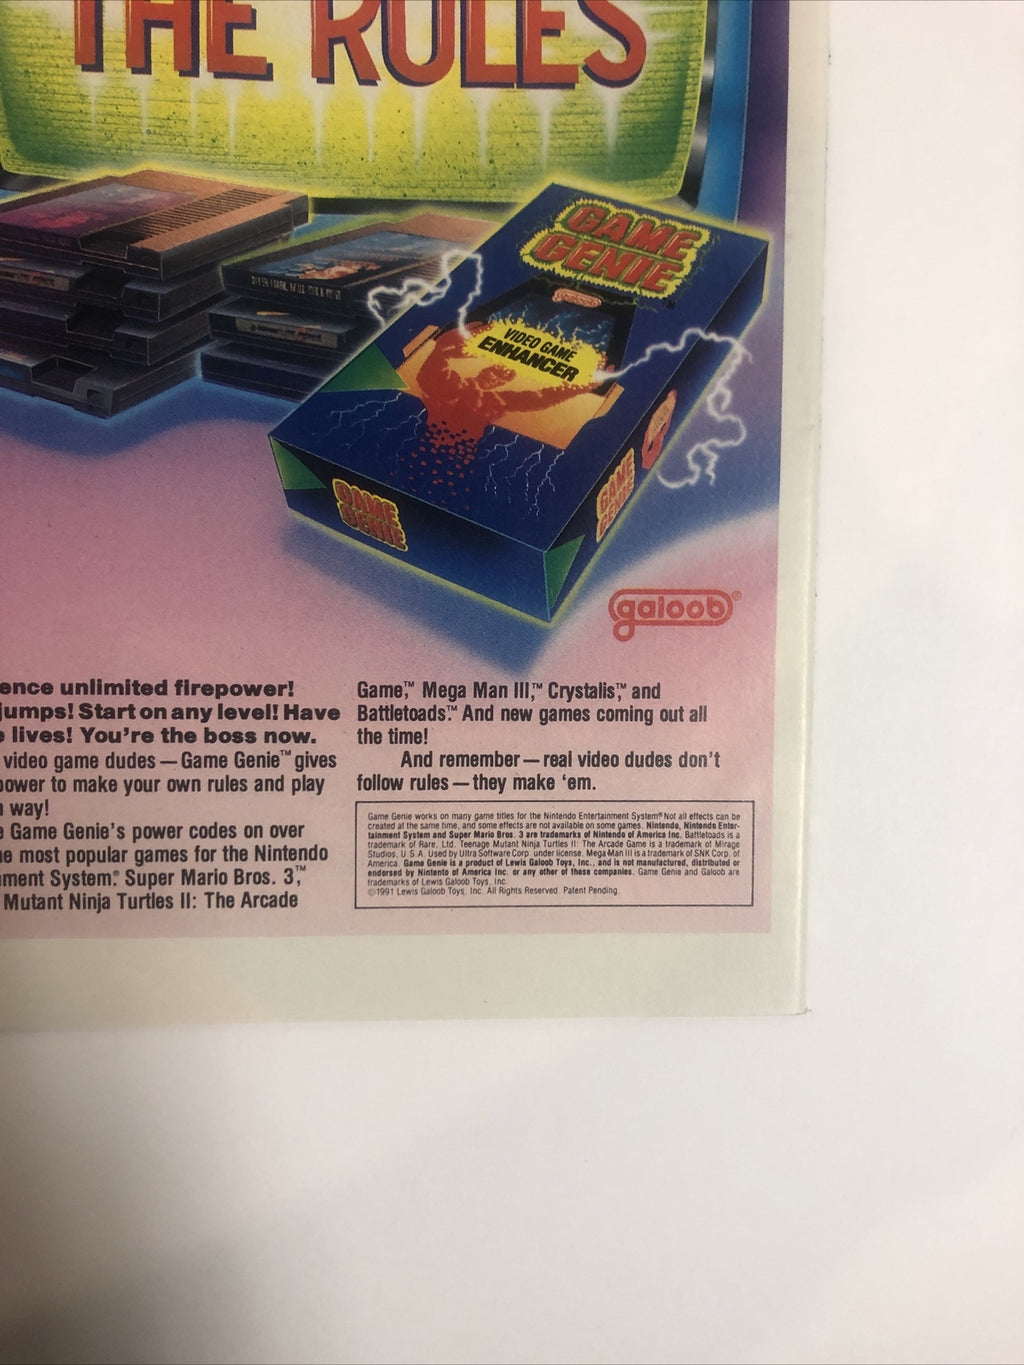 THE RULES
GAME
GENIE
galoob
VIDEO GAME
ENHANCER
GAME
GENIE
GAME
GENIE
galoob®
ence unlimited firepower!
jumps! Start on any level! Have
lives! You're the boss now.
video game dudes — Game Genie™ gives
power to make your own rules and play
way!
Game Genie's power codes on over
most popular games for the Nintendo
ment System®. Super Mario Bros. 3,™
Mutant Ninja Turtles II: The Arcade
Game,™ Mega Man III,™ Crystalis,™ and
Battletoads.™ And new games coming out all
the time!
And remember — real video dudes don't
follow rules — they make 'em.
Game Genie works on many game titles for the Nintendo Entertainment System® Not all effects can be
created at the same time, and some effects are not available on some games. Nintendo, Nintendo Enter-
tainment System and Super Mario Bros. 3 are trademarks of Nintendo of America Inc. Battletoads is a
trademark of Rare, Ltd. Teenage Mutant Ninja Turtles II: The Arcade Game is a trademark of Mirage
Studios, U.S.A. Used by Ultra Software Corp. under license. Mega Man III is a trademark of SNK Corp. of
America. Game Genie is a product of Lewis Galoob Toys, Inc., and is not manufactured, distributed or
endorsed by Nintento of America Inc. or any other of these companies. Game Genie and Galoob are
trademarks of Lewis Galoob Toys, Inc.
©1991 Lewis Galoob Toys, Inc. All Rights Reserved. Patent Pending.